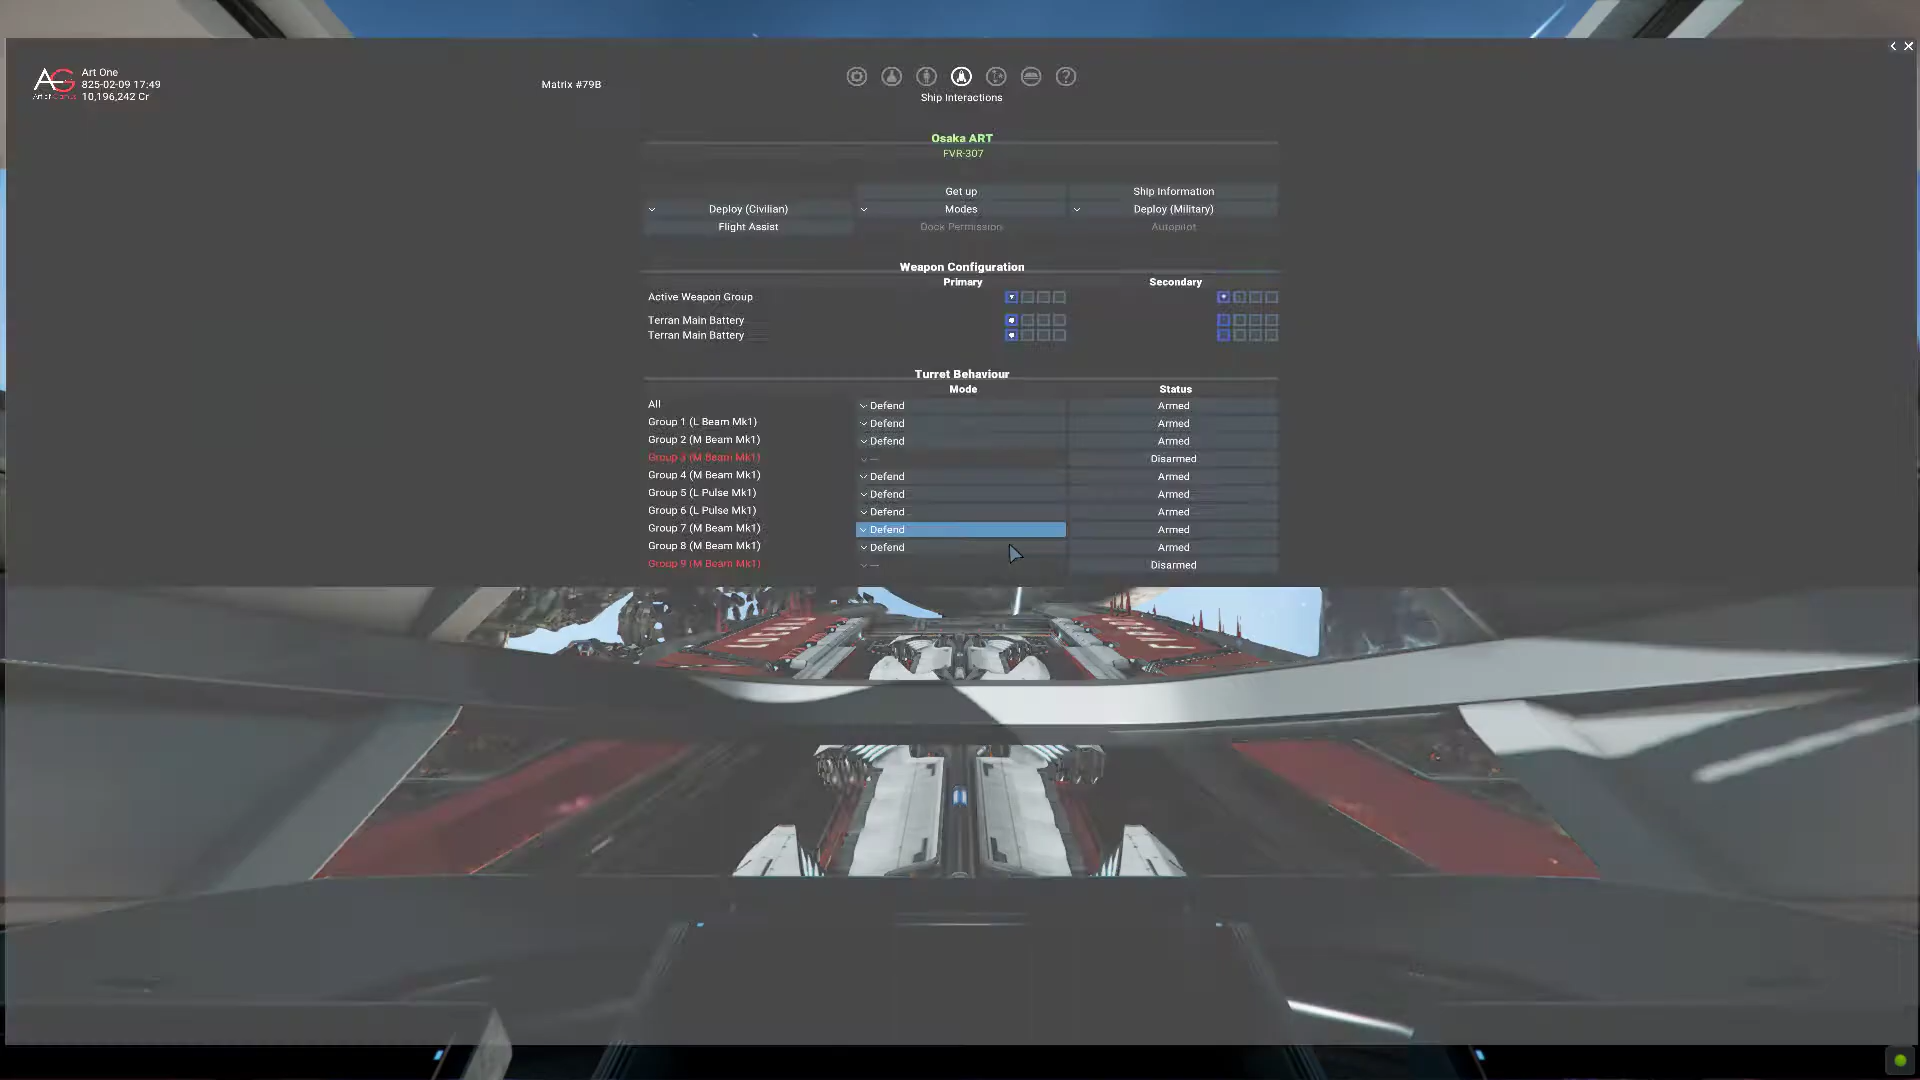 AG
Art One
825-02-09 17:49
10,196,242 Cr
Matrix #79B
Ship Interactions
Osaka ART
FVR-307
Get up
Ship Information
Deploy (Civilian)
Modes
Deploy (Military)
Flight Assist
Dock Permission
Autopilot
Weapon Configuration
Primary
Secondary
Active Weapon Group
Terran Main Battery
Terran Main Battery
Turret Behaviour
Mode
Status
All
Defend
Armed
Group 1 (L Beam Mk1)
Defend
Armed
Group 2 (M Beam Mk1)
Defend
Armed
Group 3 (M Beam Mk1)
---
Disarmed
Group 4 (M Beam Mk1)
Defend
Armed
Group 5 (L Pulse Mk1)
Defend
Armed
Group 6 (L Pulse Mk1)
Defend
Armed
Group 7 (M Beam Mk1)
Defend
Armed
Group 8 (M Beam Mk1)
Defend
Armed
Group 9 (M Beam Mk1)
---
Disarmed